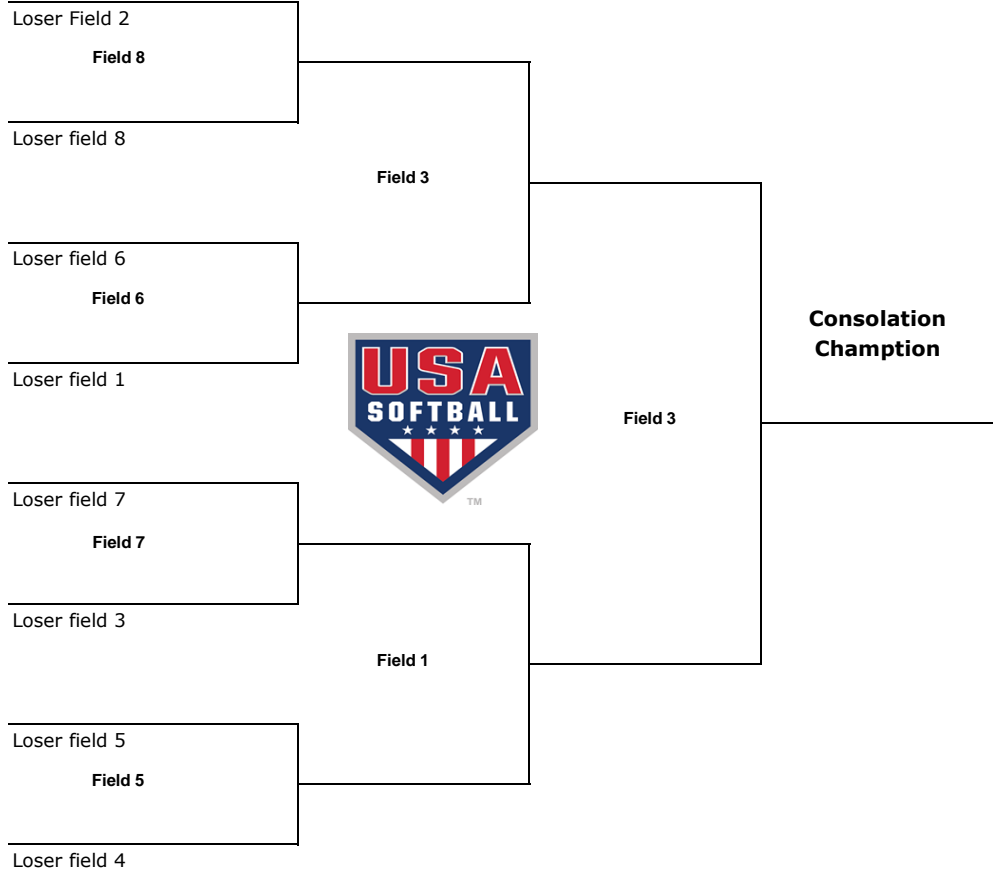 Loser Field 2
Field 8
Loser field 8
Field 3
Loser field 6
Field 6
Loser field 1
Consolation
Chamption
USA
SOFTBALL
TM
Field 3
Loser field 7
Field 7
Loser field 3
Field 1
Loser field 5
Field 5
Loser field 4